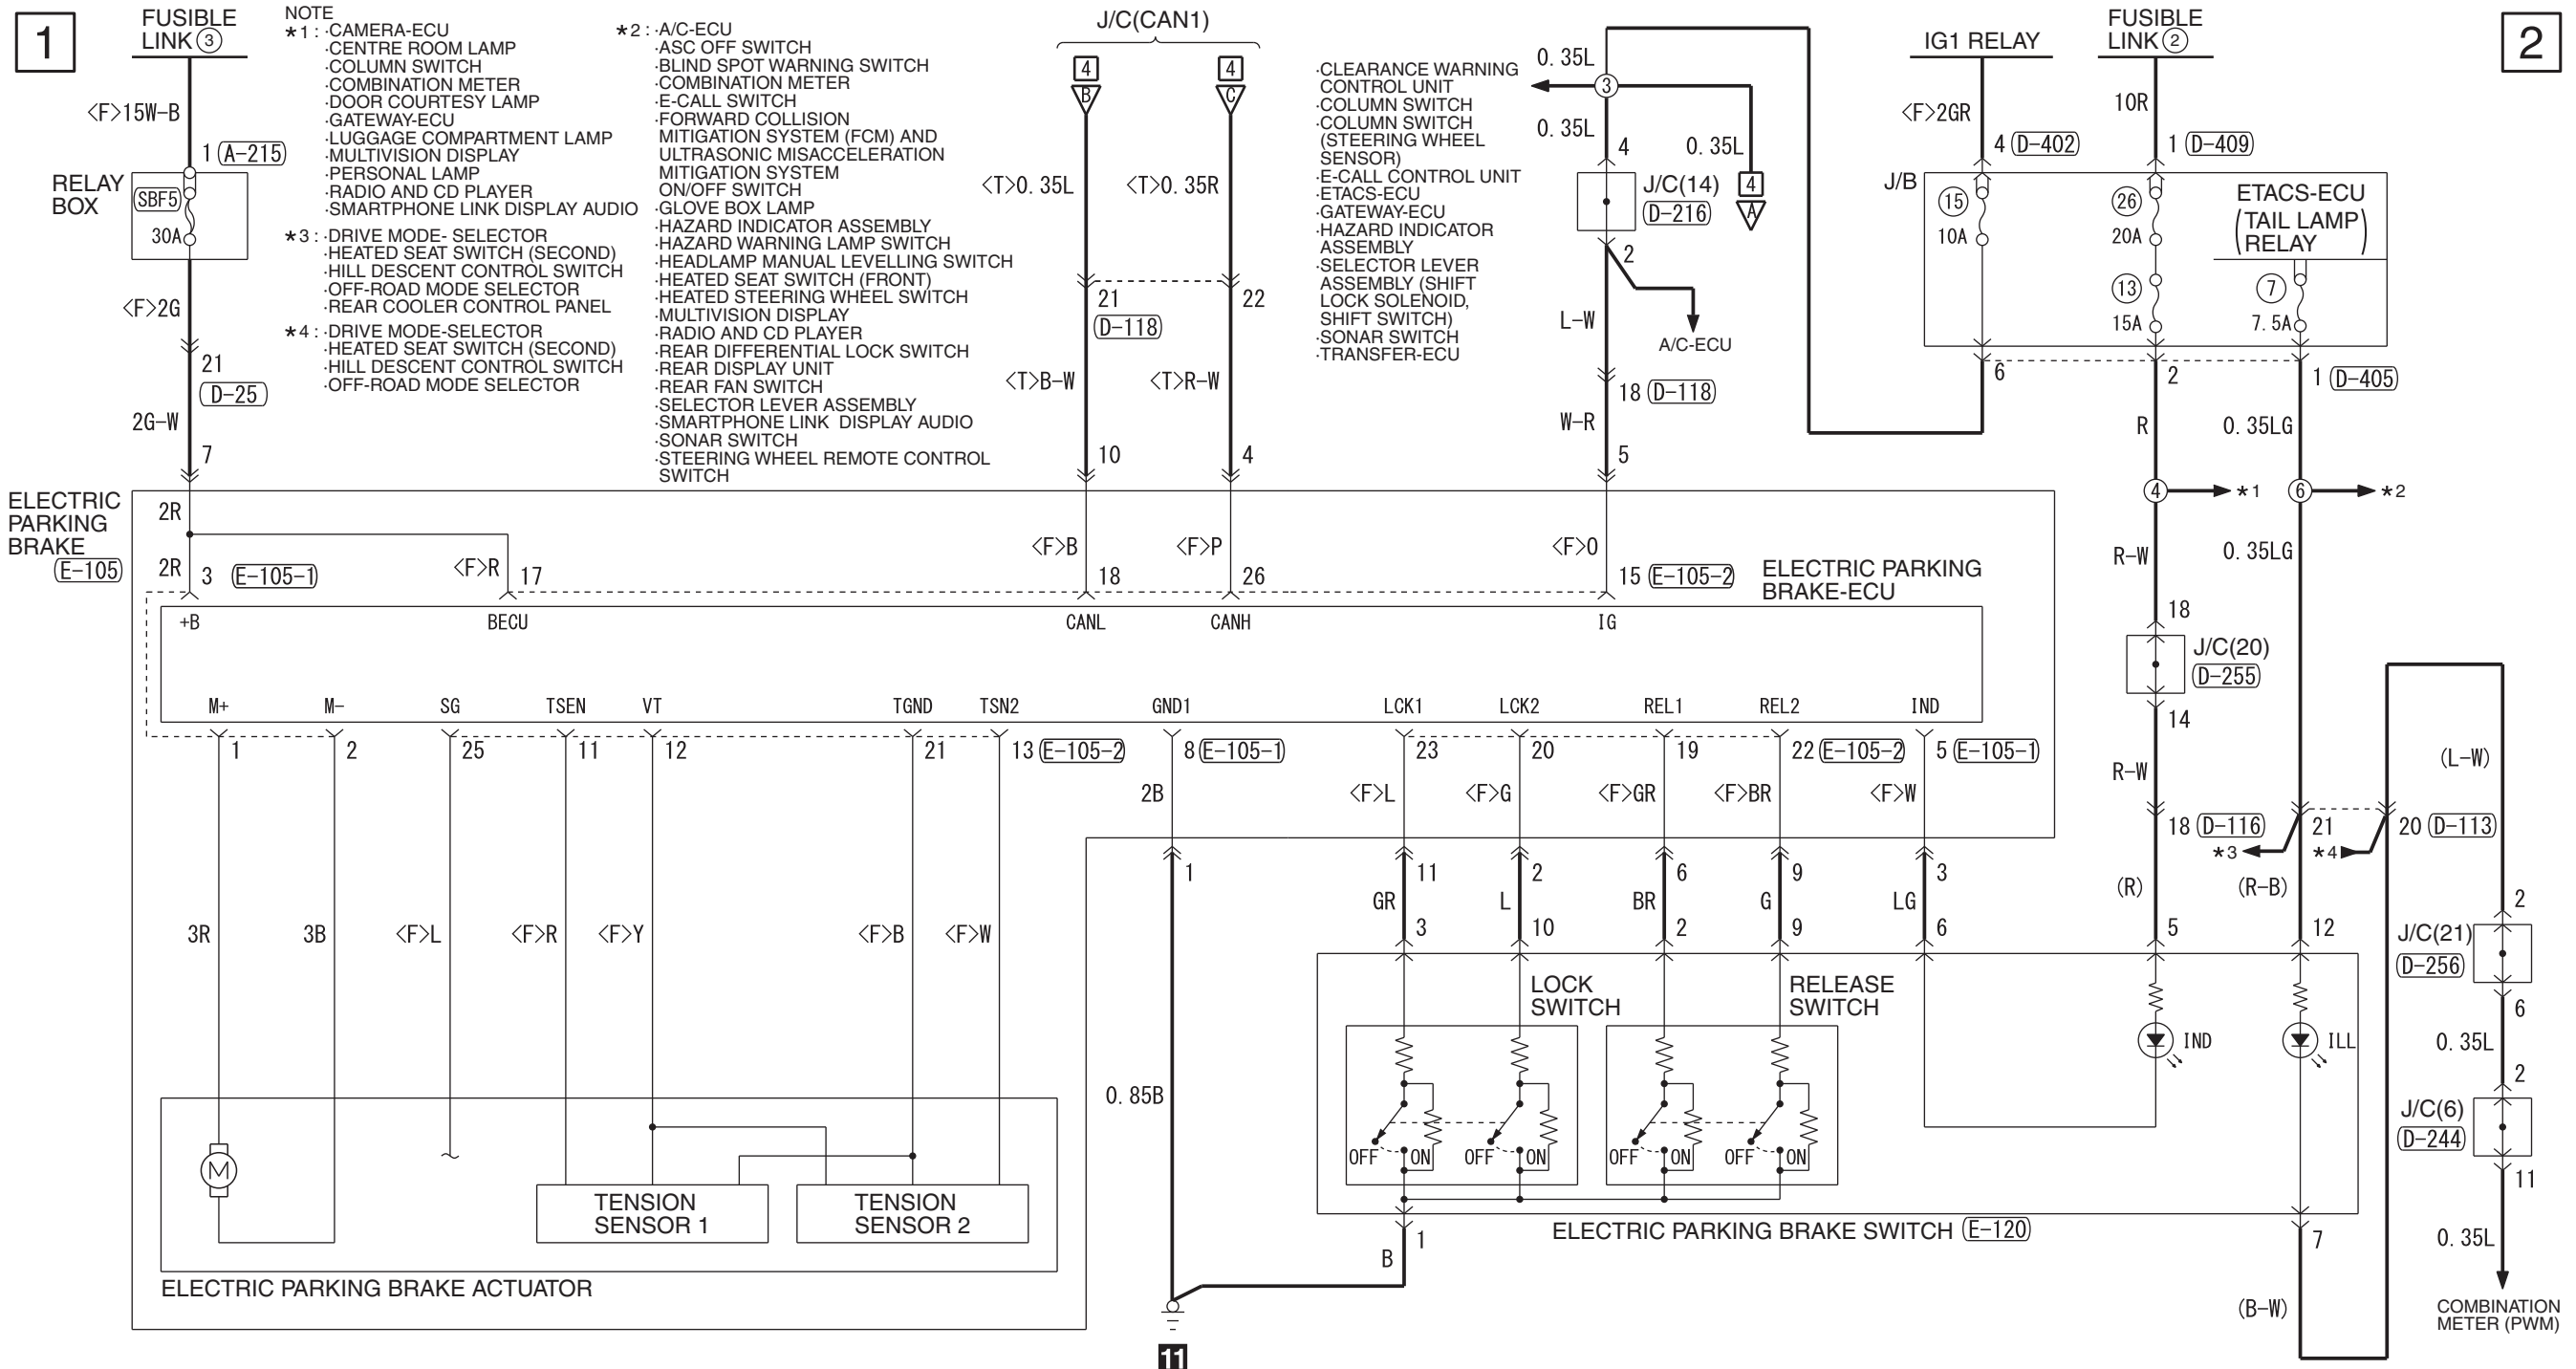 1
FUSIBLE
LINK 3
<F>15W-B
1 A-215
RELAY
BOX
SBF5
30A
<F>2G
21
D-25
2G-W
7
NOTE
*1 : ·CAMERA-ECU
·CENTRE ROOM LAMP
·COLUMN SWITCH
·COMBINATION METER
·DOOR COURTESY LAMP
·GATEWAY-ECU
·LUGGAGE COMPARTMENT LAMP
·MULTIVISION DISPLAY
·PERSONAL LAMP
·RADIO AND CD PLAYER
·SMARTPHONE LINK DISPLAY AUDIO
*3 : ·DRIVE MODE- SELECTOR
·HEATED SEAT SWITCH (SECOND)
·HILL DESCENT CONTROL SWITCH
·OFF-ROAD MODE SELECTOR
·REAR COOLER CONTROL PANEL
*4 : ·DRIVE MODE-SELECTOR
·HEATED SEAT SWITCH (SECOND)
·HILL DESCENT CONTROL SWITCH
·OFF-ROAD MODE SELECTOR
*2 : ·A/C-ECU
·ASC OFF SWITCH
·BLIND SPOT WARNING SWITCH
·COMBINATION METER
·E-CALL SWITCH
·FORWARD COLLISION
MITIGATION SYSTEM (FCM) AND
ULTRASONIC MISACCELERATION
MITIGATION SYSTEM
ON/OFF SWITCH
·GLOVE BOX LAMP
·HAZARD INDICATOR ASSEMBLY
·HAZARD WARNING LAMP SWITCH
·HEADLAMP MANUAL LEVELLING SWITCH
·HEATED SEAT SWITCH (FRONT)
·HEATED STEERING WHEEL SWITCH
·MULTIVISION DISPLAY
·RADIO AND CD PLAYER
·REAR DIFFERENTIAL LOCK SWITCH
·REAR DISPLAY UNIT
·REAR FAN SWITCH
·SELECTOR LEVER ASSEMBLY
·SMARTPHONE LINK DISPLAY AUDIO
·SONAR SWITCH
·STEERING WHEEL REMOTE CONTROL
SWITCH
J/C(CAN1)
4 4
B C
<T>0.35L <T>0.35R
21 22
D-118
<T>B-W <T>R-W
10 4
·CLEARANCE WARNING
CONTROL UNIT
·COLUMN SWITCH
·COLUMN SWITCH
(STEERING WHEEL
SENSOR)
·E-CALL CONTROL UNIT
·ETACS-ECU
·GATEWAY-ECU
·HAZARD INDICATOR
ASSEMBLY
·SELECTOR LEVER
ASSEMBLY (SHIFT
LOCK SOLENOID,
SHIFT SWITCH)
·SONAR SWITCH
·TRANSFER-ECU
0.35L
3
0.35L
4 0.35L
J/C(14) 4
D-216 A
2
L-W
A/C-ECU
18 D-118
W-R
5
2
IG1 RELAY
FUSIBLE
LINK 2
<F>2GR 10R
4 D-402 1 D-409
J/B
15 26
10A 20A
13
15A
ETACS-ECU
(TAIL LAMP)
RELAY
7
7.5A
6 2 1 D-405
R 0.35LG
4 *1 6 *2
R-W 0.35LG
18
J/C(20)
D-255
14
R-W
18 D-116 21 20 D-113
*3 *4
(R) (R-B)
5 12
(L-W)
2
J/C(21)
D-256
6
0.35L
2
J/C(6)
D-244
11
0.35L
COMBINATION
METER (PWM)
ELECTRIC
PARKING
BRAKE
E-105
2R
2R 3 E-105-1 <F>R 17 <F>B 18 <F>P 26 <F>O 15 E-105-2
ELECTRIC PARKING
BRAKE-ECU
+B BECU CANL CANH IG
M+ M- SG TSEN VT TGND TSN2 GND1 LCK1 LCK2 REL1 REL2 IND
1 2 25 11 12 21 13 E-105-2 8 E-105-1 23 20 19 22 E-105-2 5 E-105-1
2B <F>L <F>G <F>GR <F>BR <F>W
1 11 2 6 9 3
GR L BR G LG
3 10 2 9 6
3R 3B <F>L <F>R <F>Y <F>B <F>W
0.85B
LOCK
SWITCH
RELEASE
SWITCH
IND ILL
OFF ON OFF ON OFF ON OFF ON
M
TENSION
SENSOR 1
TENSION
SENSOR 2
ELECTRIC PARKING BRAKE ACTUATOR
ELECTRIC PARKING BRAKE SWITCH E-120
1 7
B
(B-W)
11